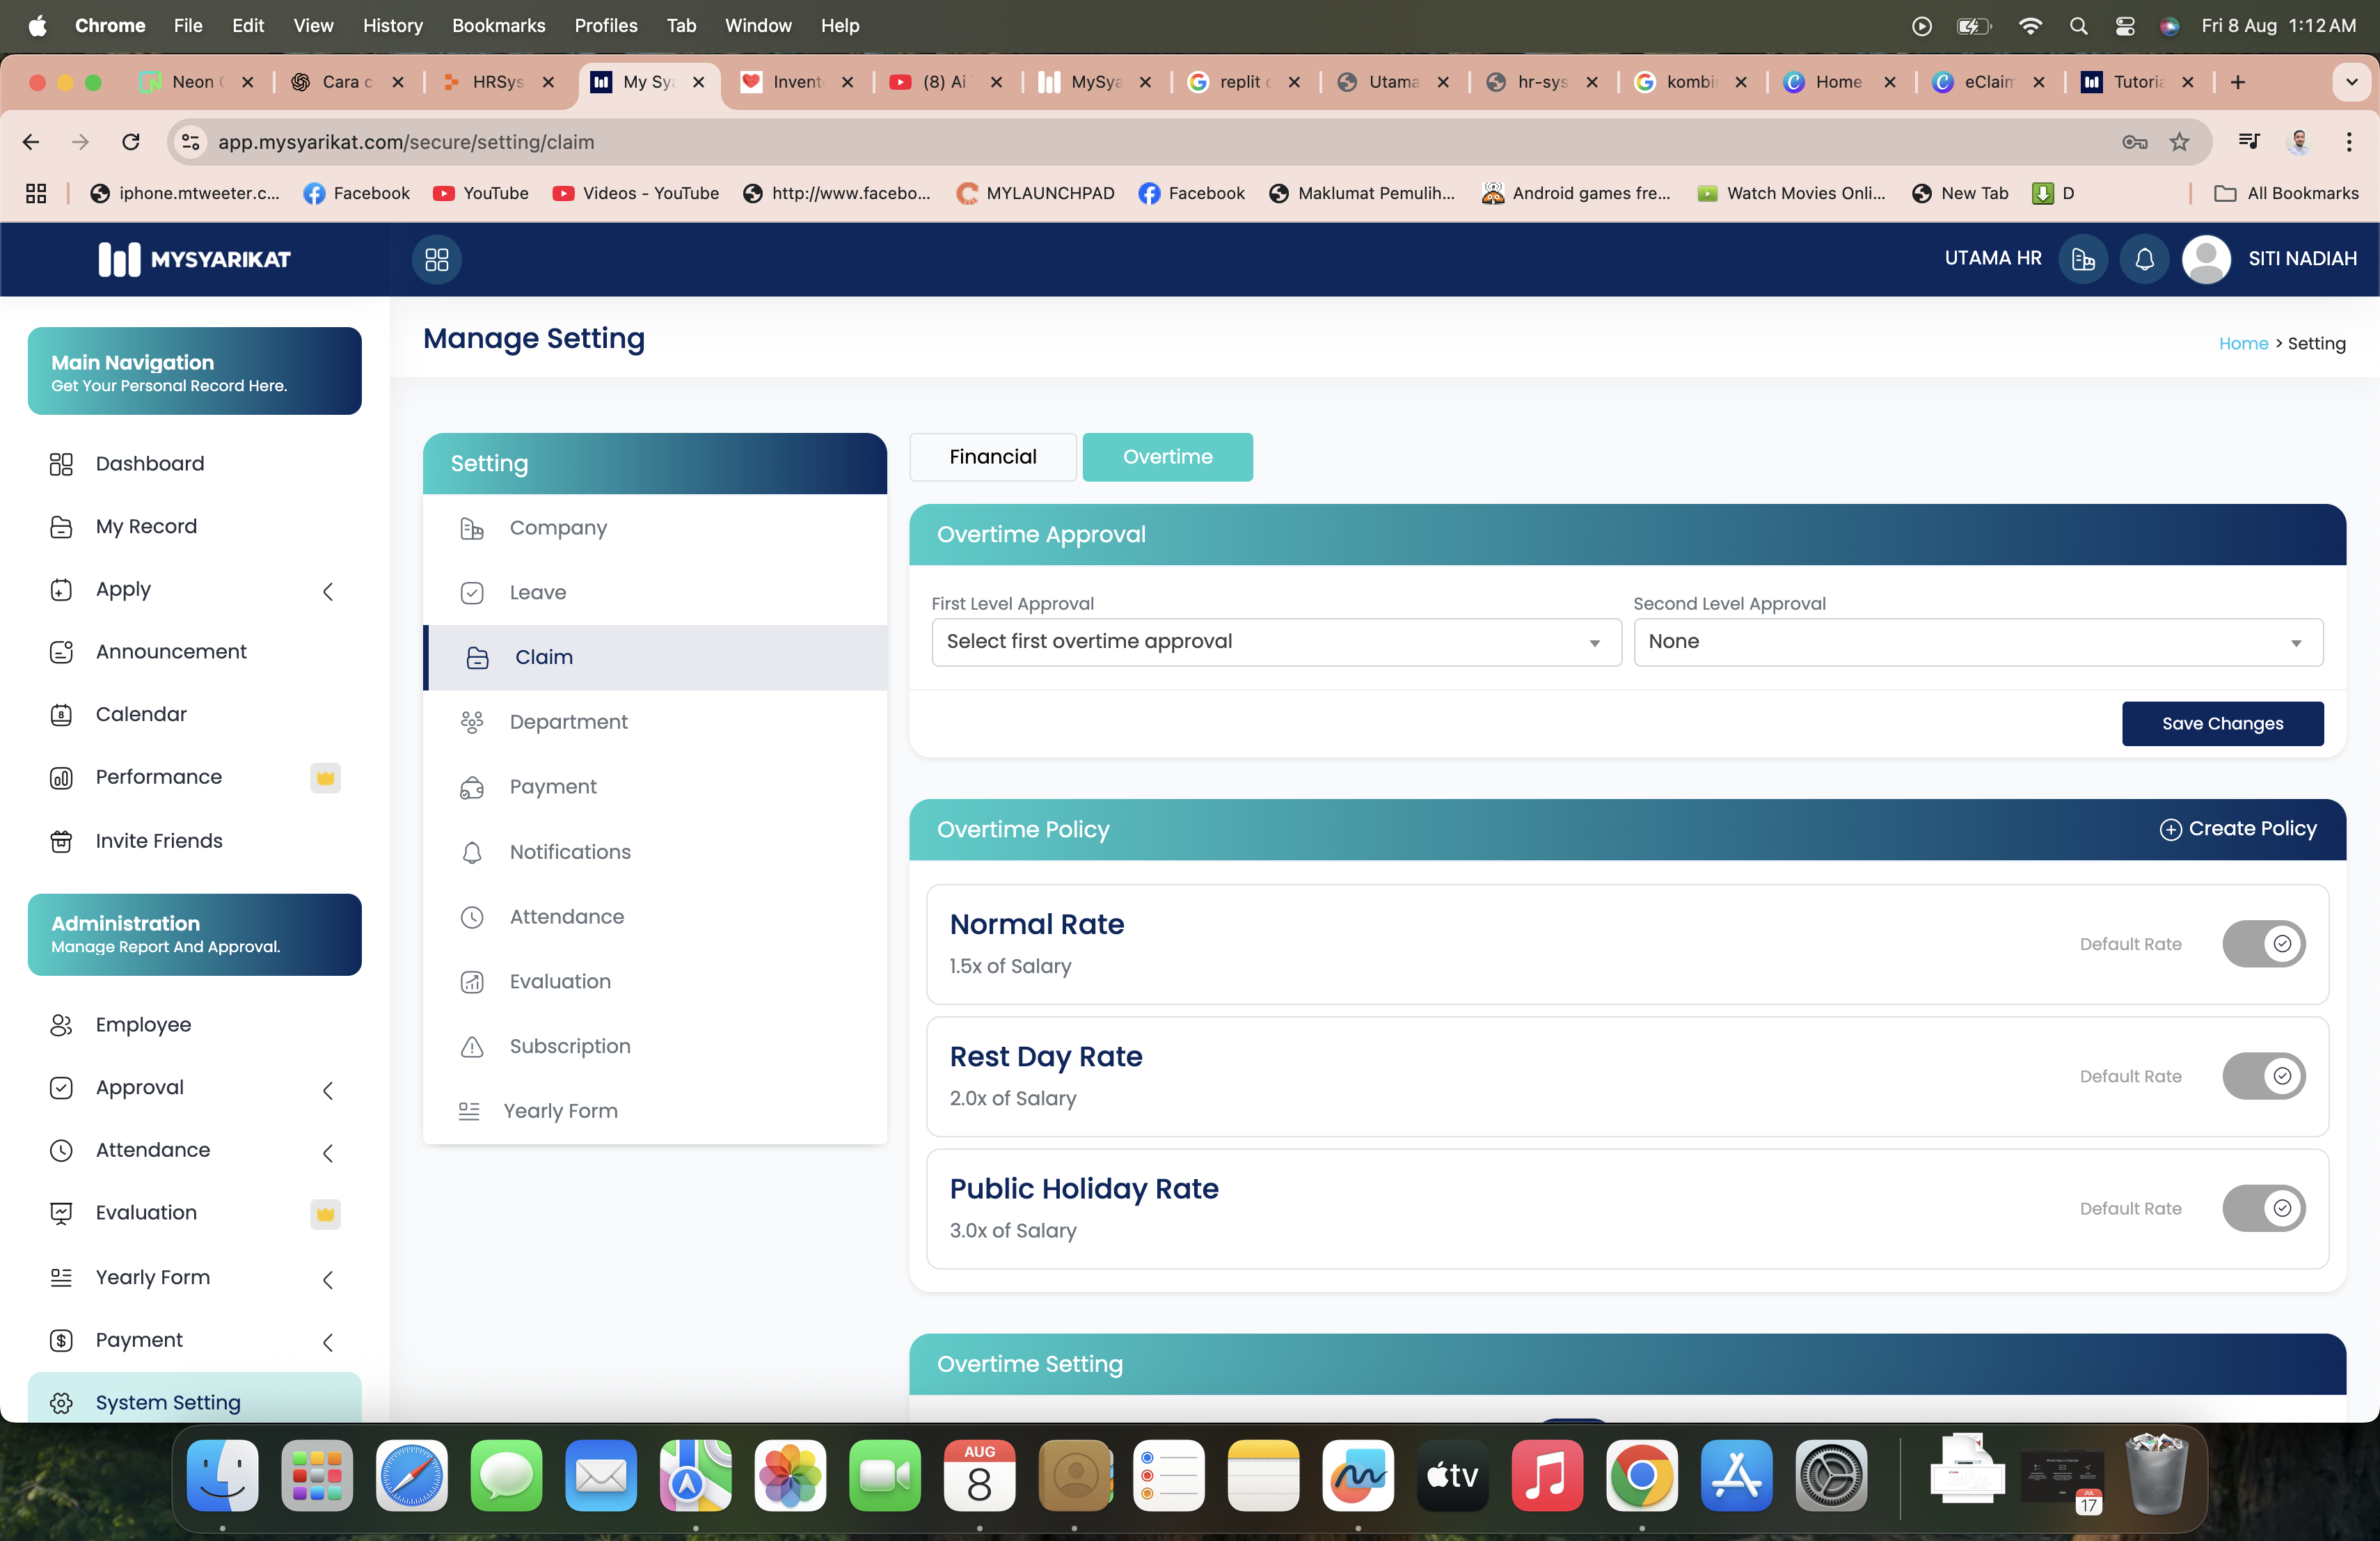 Chrome File Edit View History Bookmarks Profiles Tab Window Help Fri 8 Aug 1:12 AM
Neon Cara c HRSys My Sya Invent (8) Ai MySya replit Utama hr-sys kombi Home eClaim Tutoria
app.mysyarikat.com/secure/setting/claim
iphone.mtweeter.c... Facebook YouTube Videos - YouTube http://www.facebo... MYLAUNCHPAD Facebook Maklumat Pemulih... Android games fre... Watch Movies Onli... New Tab D All Bookmarks
MYSYARIKAT UTAMA HR SITI NADIAH
Manage Setting
Home > Setting
Main Navigation
Get Your Personal Record Here.
Dashboard
My Record
Apply
Announcement
Calendar
8
Performance
Invite Friends
Administration
Manage Report And Approval.
Employee
Approval
Attendance
Evaluation
Yearly Form
Payment
System Setting
Setting
Company
Leave
Claim
Department
Payment
Notifications
Attendance
Evaluation
Subscription
Yearly Form
Financial Overtime
Overtime Approval
First Level Approval Second Level Approval
Select first overtime approval None
Save Changes
Overtime Policy Create Policy
Normal Rate
1.5x of Salary
Default Rate
Rest Day Rate
2.0x of Salary
Default Rate
Public Holiday Rate
3.0x of Salary
Default Rate
Overtime Setting
AUG
8
tv
JUL
17